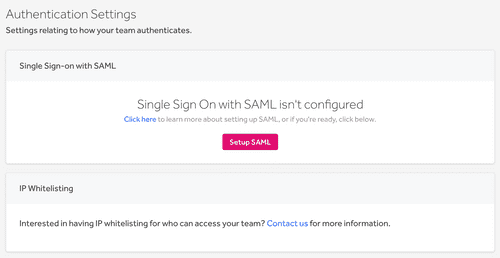 Authentication Settings
Settings relating to how your team authenticates.
Single Sign-on with SAML
Single Sign On with SAML isn't configured
Click here to learn more about setting up SAML, or if you're ready, click below.
Setup SAML
IP Whitelisting
Interested in having IP whitelisting for who can access your team? Contact us for more information.